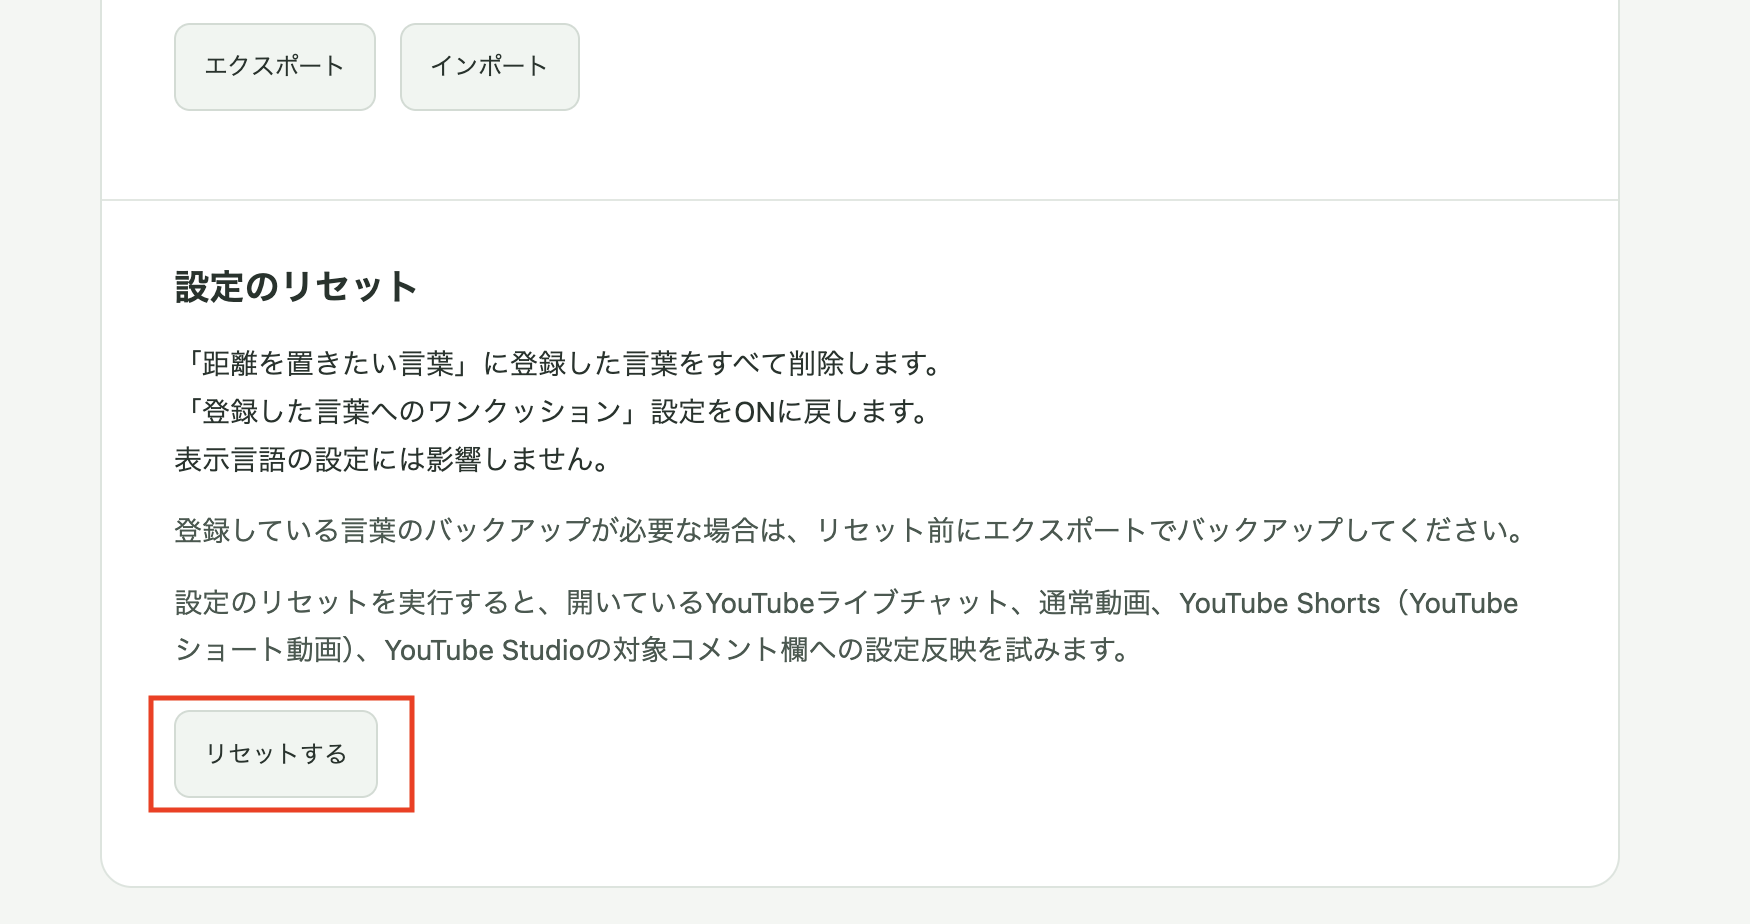 エクスポート インポート
設定のリセット
「距離を置きたい言葉」に登録した言葉をすべて削除します。
「登録した言葉へのワンクッション」設定をONに戻します。
表示言語の設定には影響しません。
登録している言葉のバックアップが必要な場合は、リセット前にエクスポートでバックアップしてください。
設定のリセットを実行すると、開いているYouTubeライブチャット、通常動画、YouTube Shorts（YouTube
ショート動画）、YouTube Studioの対象コメント欄への設定反映を試みます。
リセットする